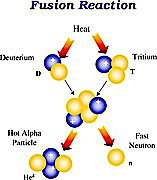 Fusion Reaction
Heat
Deuterium
D
Tritium
T
+
+
+
+
Hot Alpha
Particle
He⁴
Fast
Neutron
n